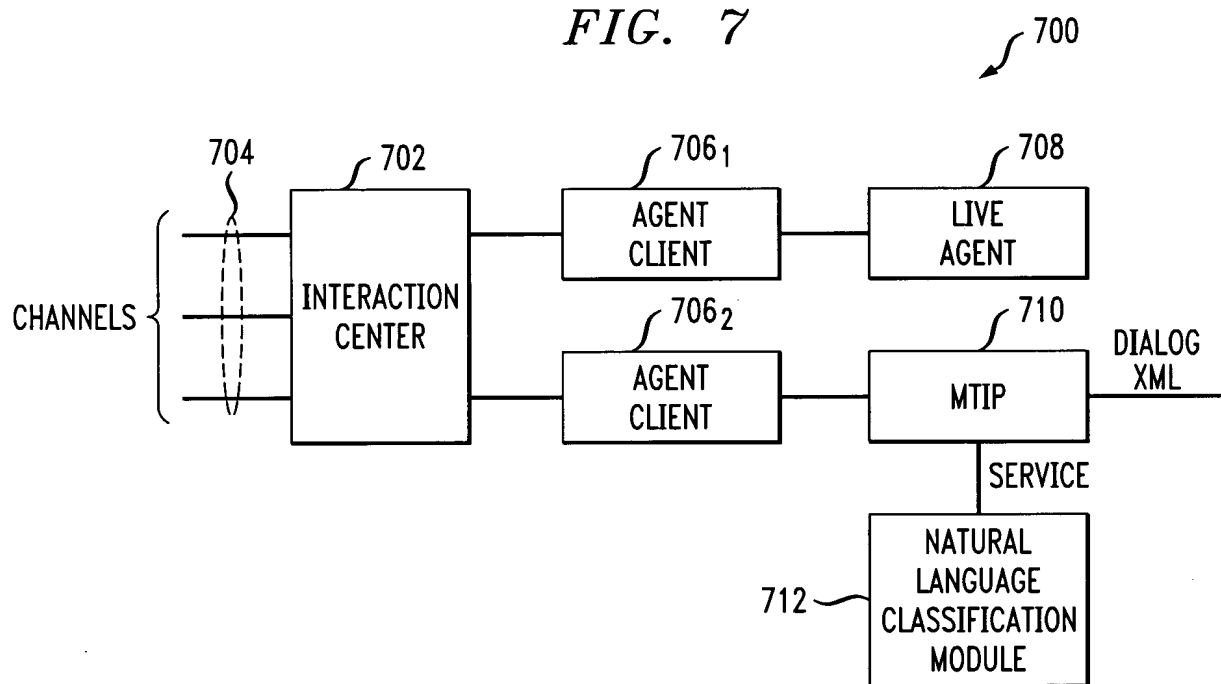 FIG. 7
700
704
702
706₁
708
CHANNELS
INTERACTION
CENTER
AGENT
CLIENT
LIVE
AGENT
706₂
710
AGENT
CLIENT
MTIP
DIALOG
XML
SERVICE
712
NATURAL
LANGUAGE
CLASSIFICATION
MODULE